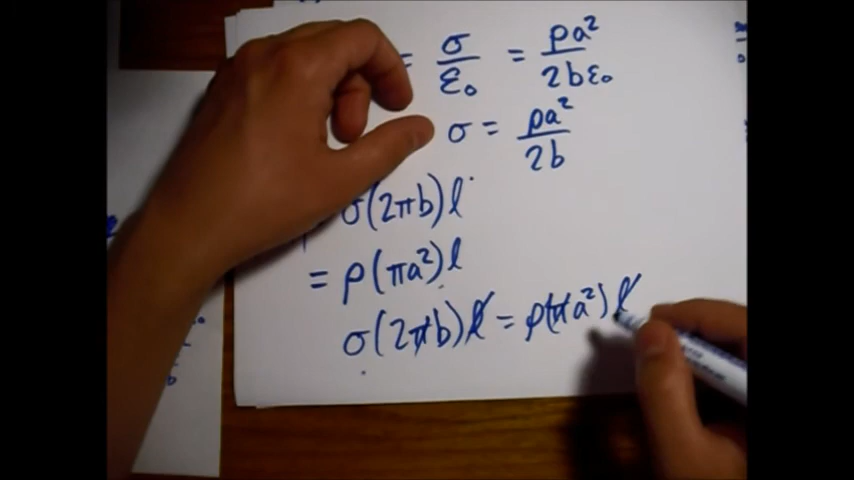 = σ/ε₀ = ρa²/2bε₀
σ = ρa²/2b
σ(2πb)l
= ρ(πa²)l
σ(2πb)l = ρ(πa²)l